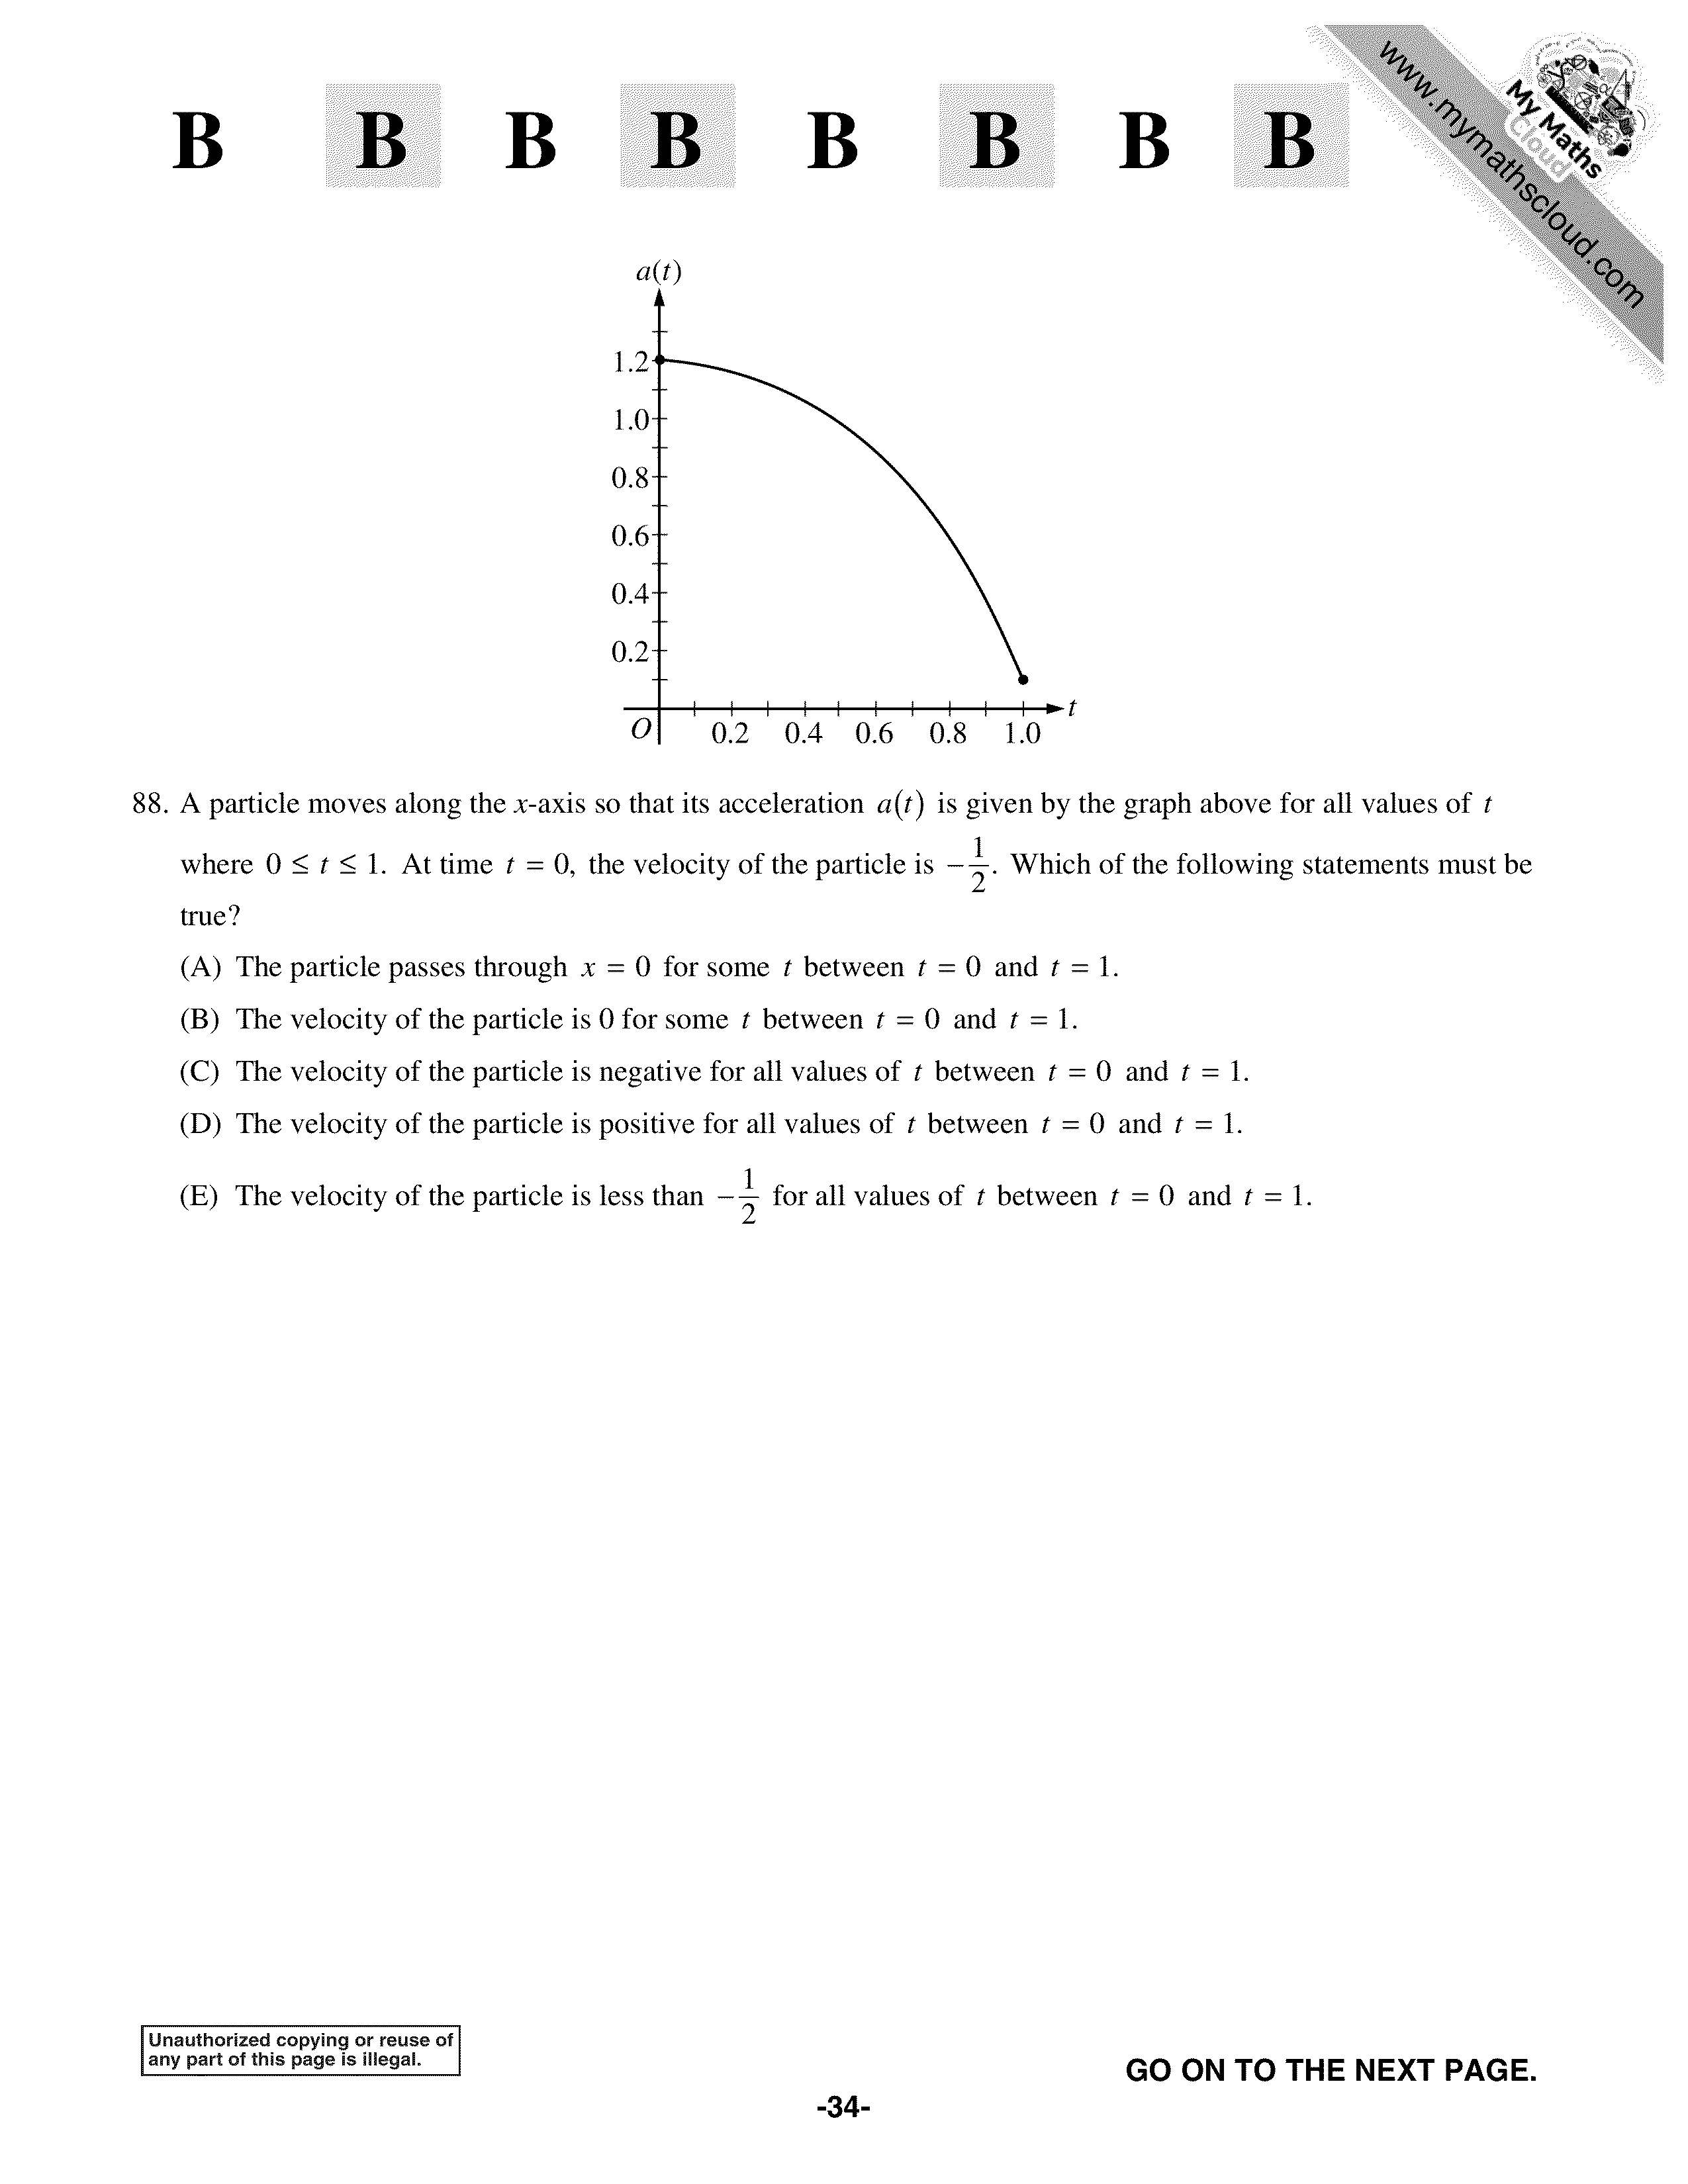 B B B B B B B B
www.mymathscloud.com
My Maths
Cloud
a(t)
1.2
1.0
0.8
0.6
0.4
0.2
O 0.2 0.4 0.6 0.8 1.0 t
88. A particle moves along the x-axis so that its acceleration a(t) is given by the graph above for all values of t
where 0 ≤ t ≤ 1. At time t = 0, the velocity of the particle is −1/2. Which of the following statements must be
true?
(A) The particle passes through x = 0 for some t between t = 0 and t = 1.
(B) The velocity of the particle is 0 for some t between t = 0 and t = 1.
(C) The velocity of the particle is negative for all values of t between t = 0 and t = 1.
(D) The velocity of the particle is positive for all values of t between t = 0 and t = 1.
(E) The velocity of the particle is less than −1/2 for all values of t between t = 0 and t = 1.
Unauthorized copying or reuse of
any part of this page is illegal.
GO ON TO THE NEXT PAGE.
-34-